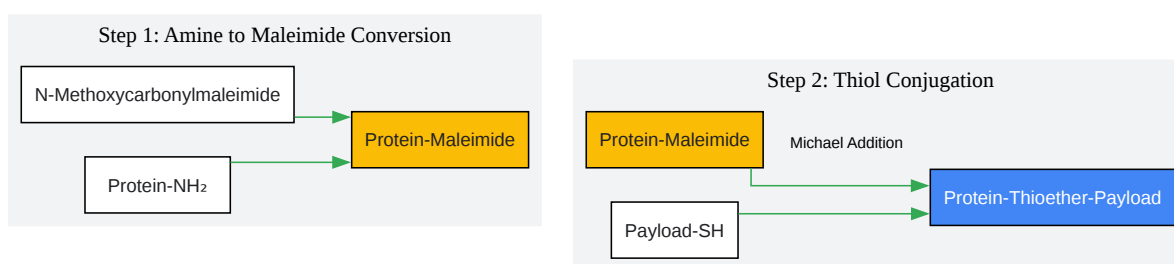 Step 1: Amine to Maleimide Conversion
N-Methoxycarbonylmaleimide
Protein-Maleimide
Protein-NH₂
Step 2: Thiol Conjugation
Protein-Maleimide
Michael Addition
Protein-Thioether-Payload
Payload-SH